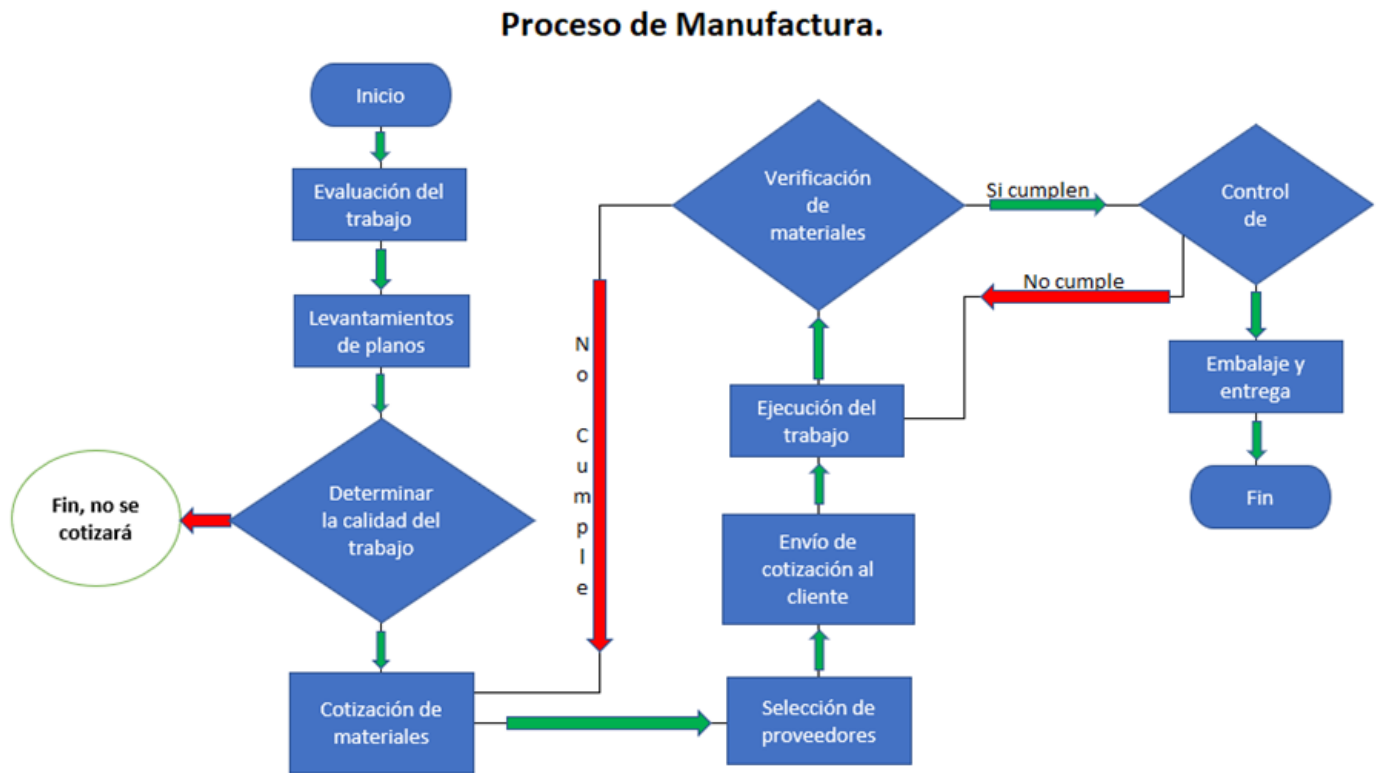 Proceso de Manufactura.
Inicio
Evaluación del
trabajo
Levantamientos
de planos
Determinar
la calidad del
trabajo
Fin, no se
cotizará
Cotización de
materiales
No Cumple
Selección de
proveedores
Envío de
cotización al
cliente
Ejecución del
trabajo
Verificación
de
materiales
Si cumplen
Control
de
No cumple
Embalaje y
entrega
Fin